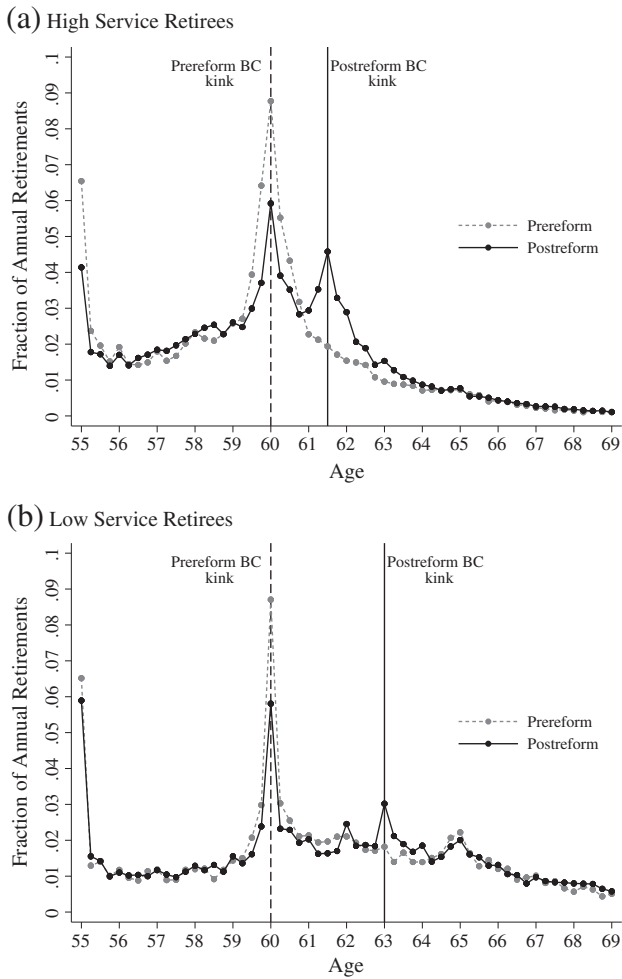 (a) High Service Retirees
Prereform BC
kink
Postreform BC
kink
Fraction of Annual Retirements
.1
.09
.08
.07
.06
.05
.04
.03
.02
.01
0
Prereform
Postreform
55 56 57 58 59 60 61 62 63 64 65 66 67 68 69
Age
(b) Low Service Retirees
Prereform BC
kink
Postreform BC
kink
Fraction of Annual Retirements
.1
.09
.08
.07
.06
.05
.04
.03
.02
.01
0
Prereform
Postreform
55 56 57 58 59 60 61 62 63 64 65 66 67 68 69
Age